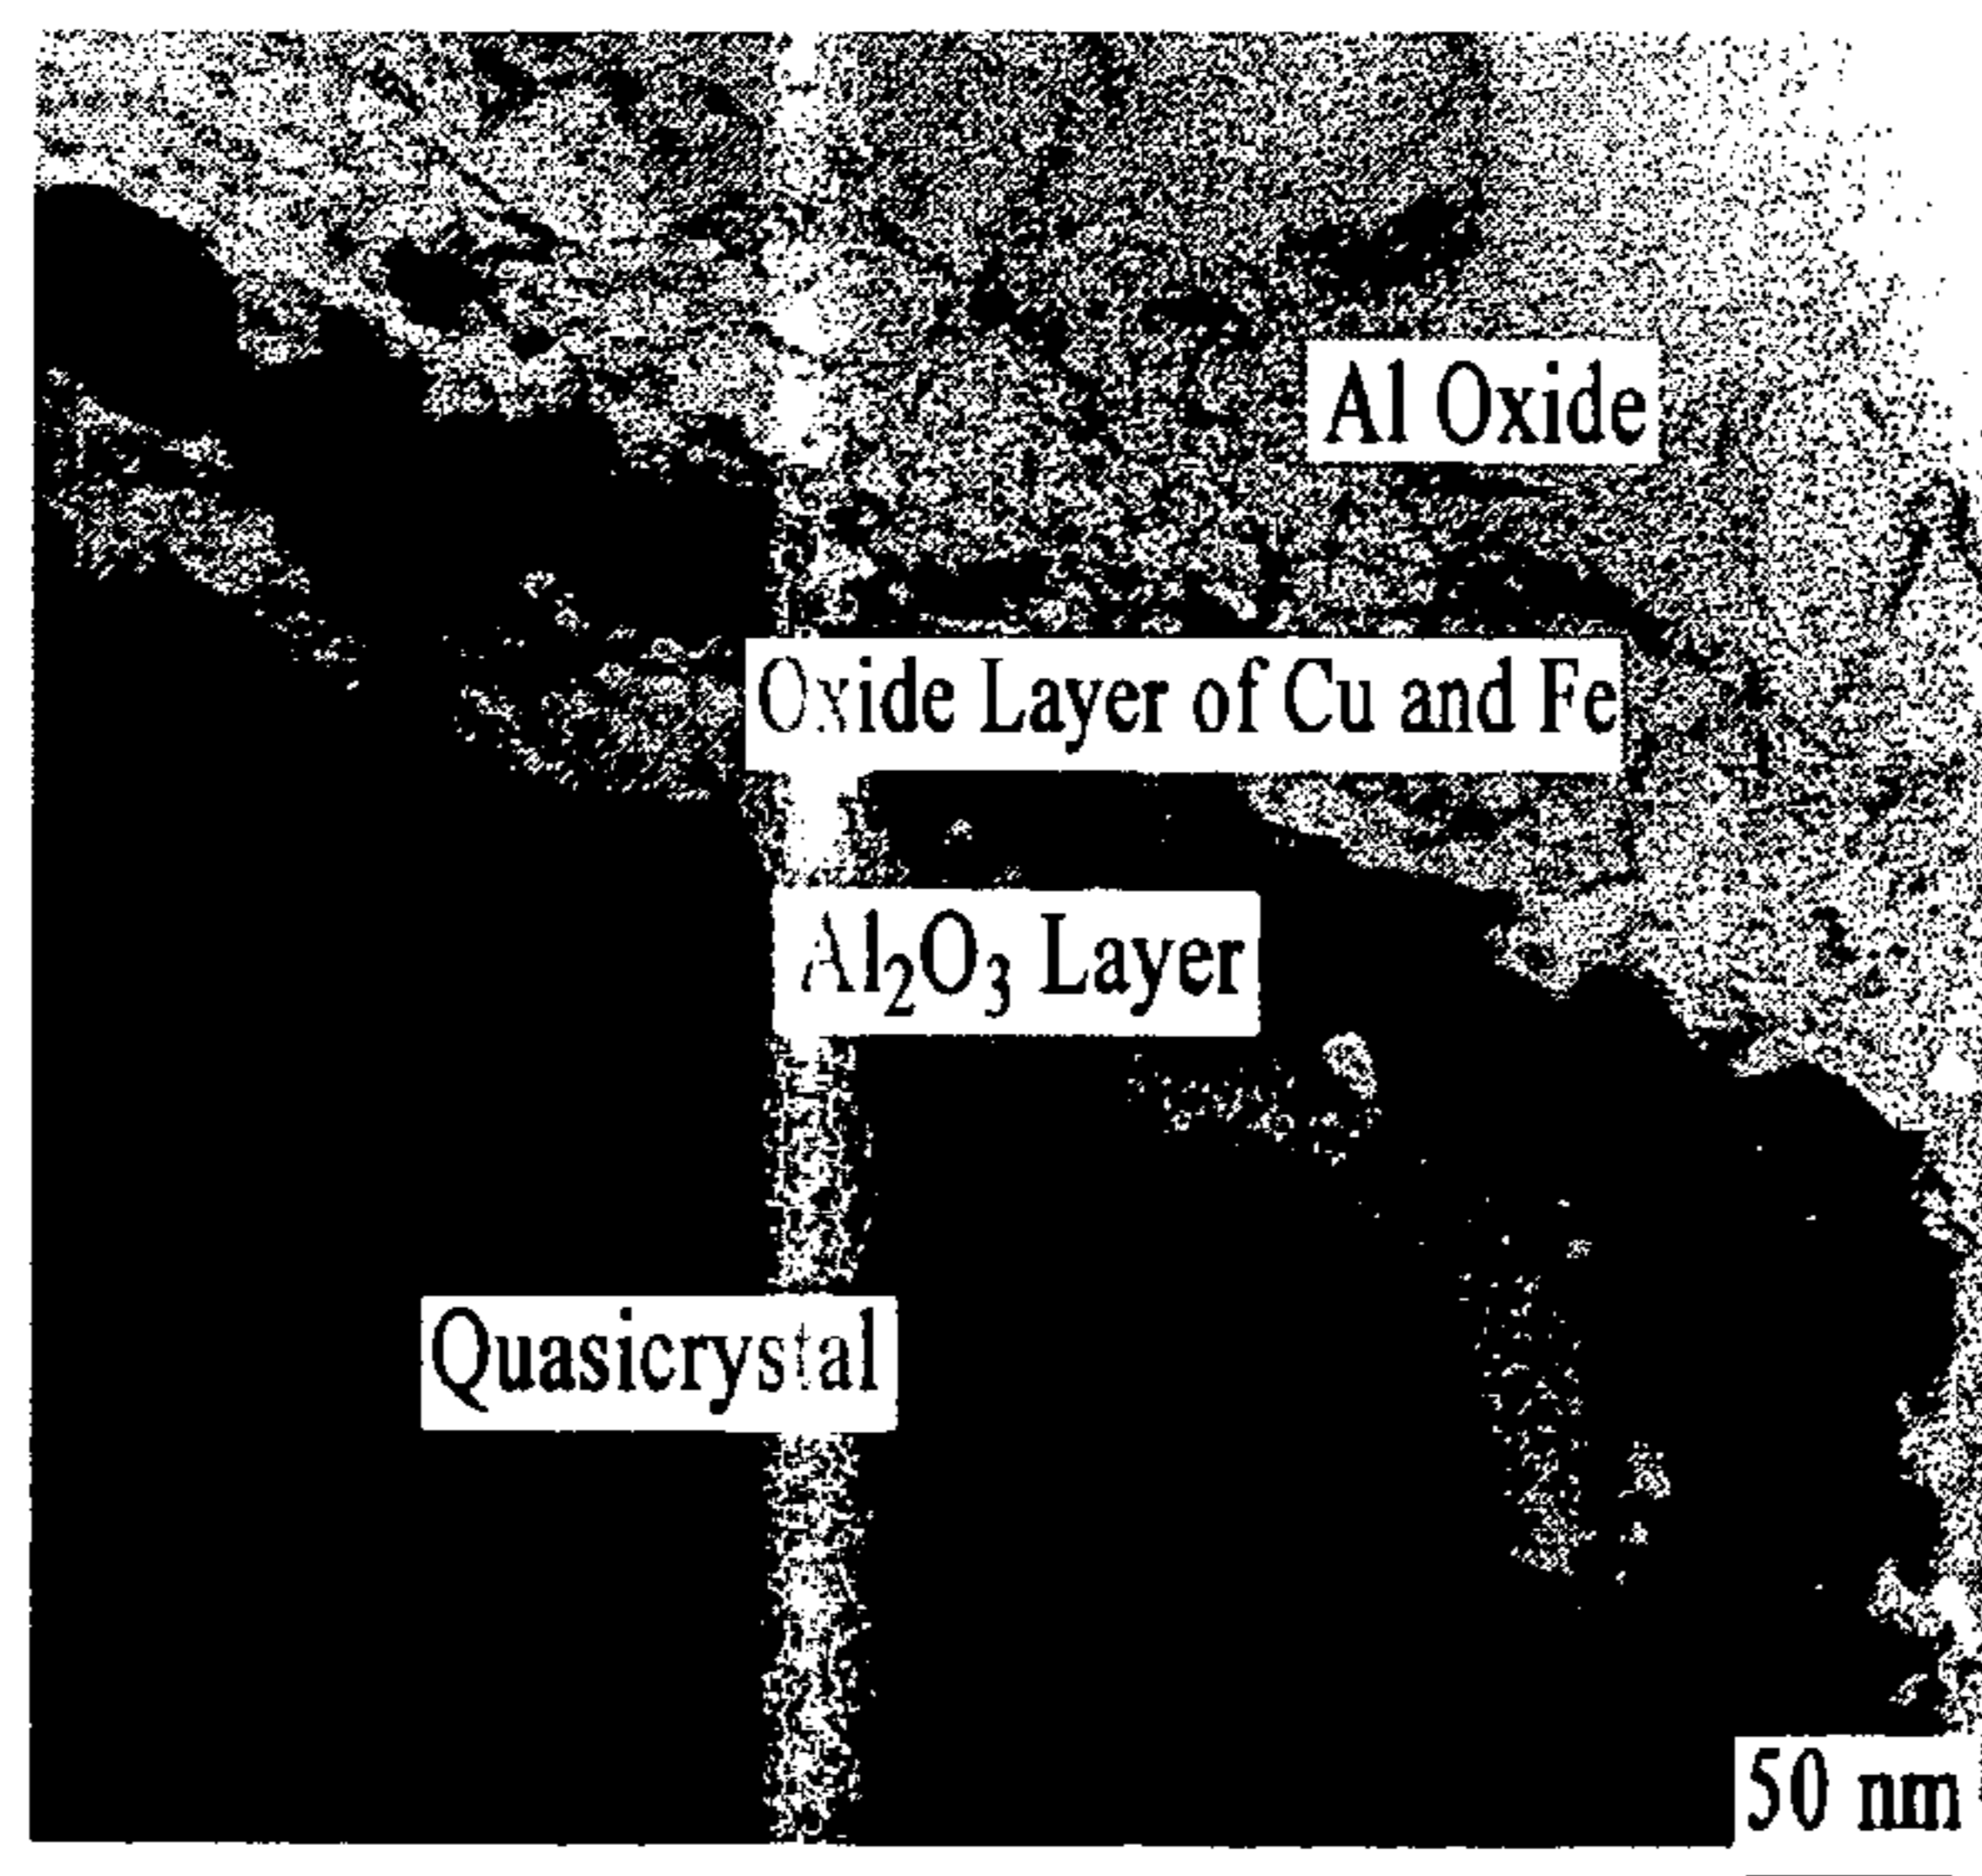 Al Oxide
Oxide Layer of Cu and Fe
Al₂O₃ Layer
Quasicrystal
50 nm